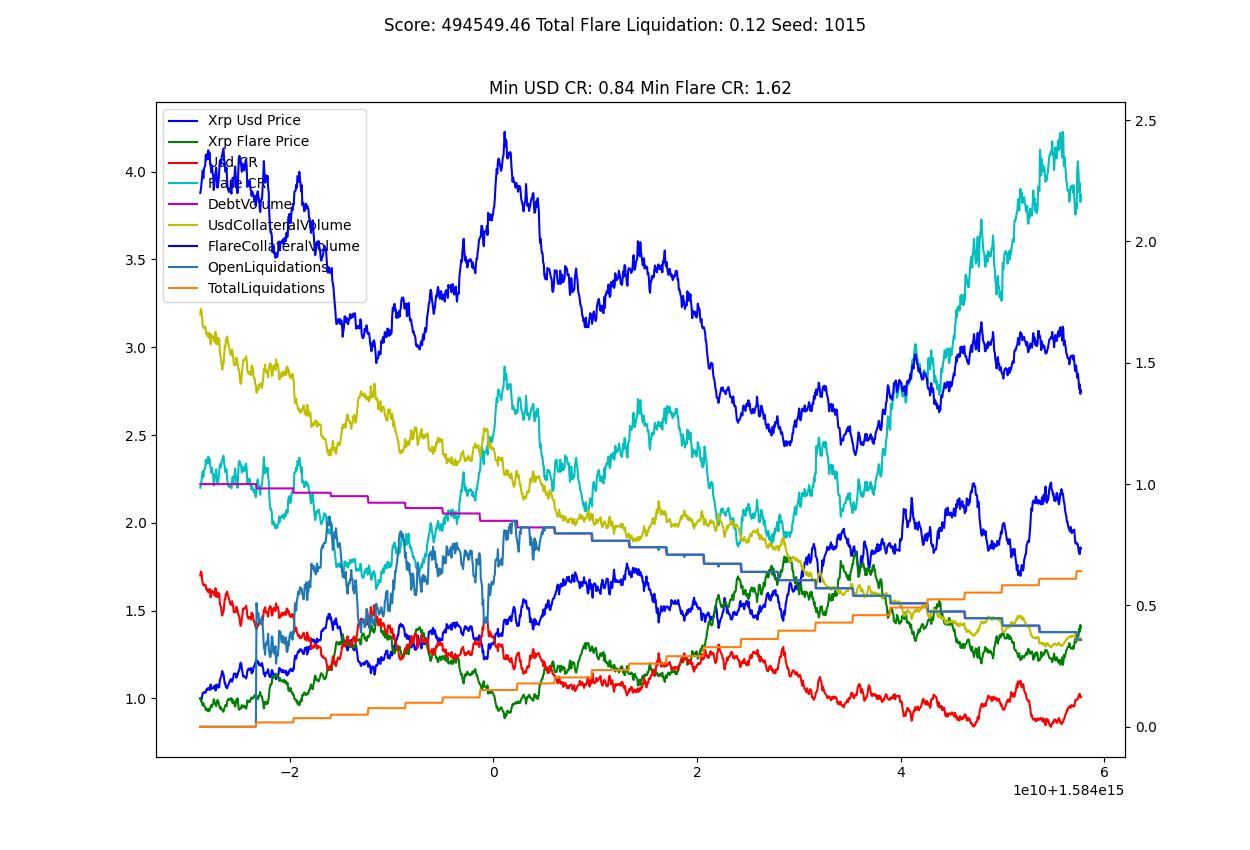 Score: 494549.46 Total Flare Liquidation: 0.12 Seed: 1015
Min USD CR: 0.84 Min Flare CR: 1.62
Xrp Usd Price
Xrp Flare Price
Usd CR
Flare CR
DebtVolume
UsdCollateralVolume
FlareCollateralVolume
OpenLiquidations
TotalLiquidations
4.0
3.5
3.0
2.5
2.0
1.5
1.0
2.5
2.0
1.5
1.0
0.5
0.0
−2 0 2 4 6
1e10+1.584e15